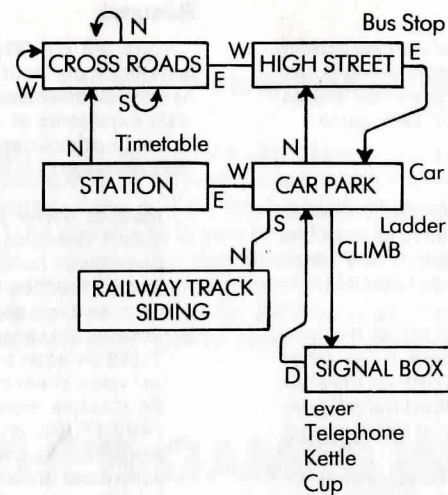 N
Bus Stop
CROSS ROADS
W
E
HIGH STREET
E
W
S
N
Timetable
N
STATION
W
E
CAR PARK
Car
S
Ladder
CLIMB
N
RAILWAY TRACK
SIDING
D
SIGNAL BOX
Lever
Telephone
Kettle
Cup